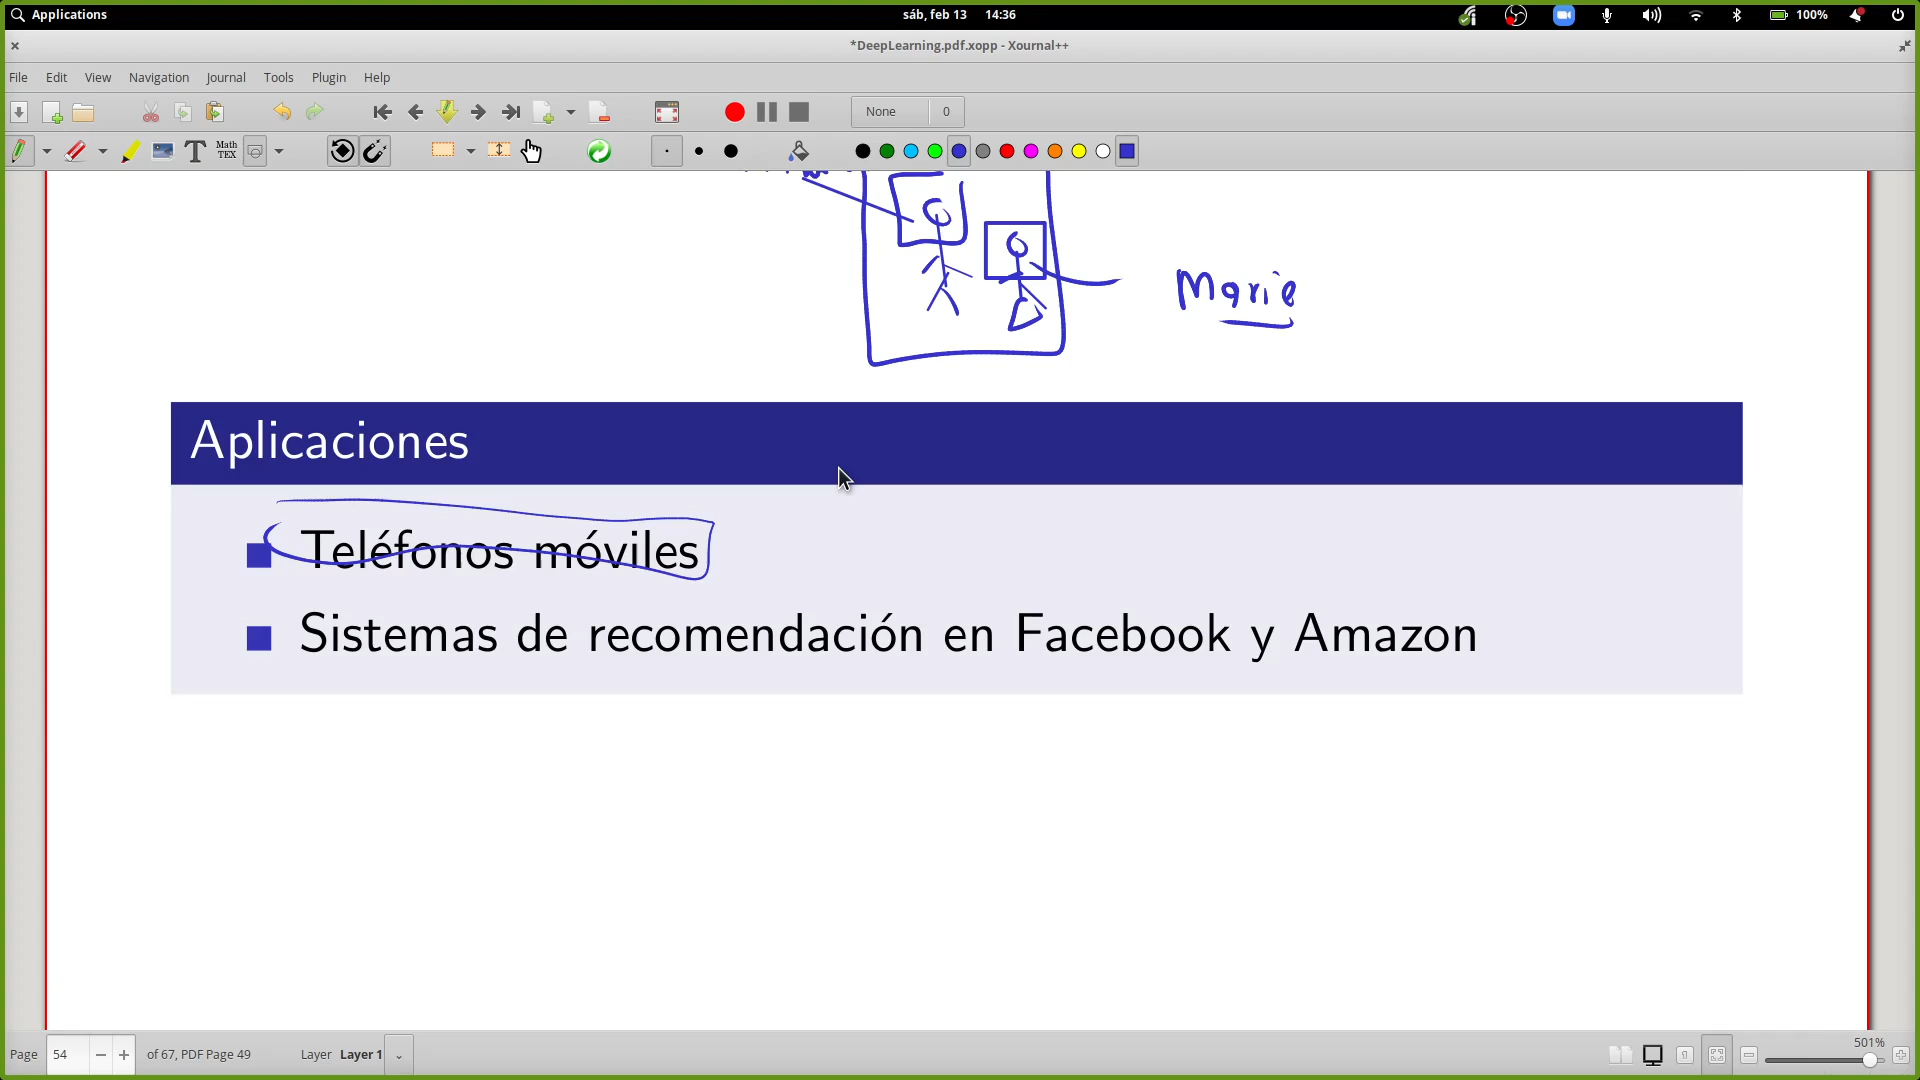 Applications
sáb, feb 13 14:36
100%
*DeepLearning.pdf.xopp - Xournal++
File Edit View Navigation Journal Tools Plugin Help
None 0
T Math TEX
Marie
Aplicaciones
Teléfonos móviles
Sistemas de recomendación en Facebook y Amazon
Page 54 of 67, PDF Page 49 Layer Layer 1
501%